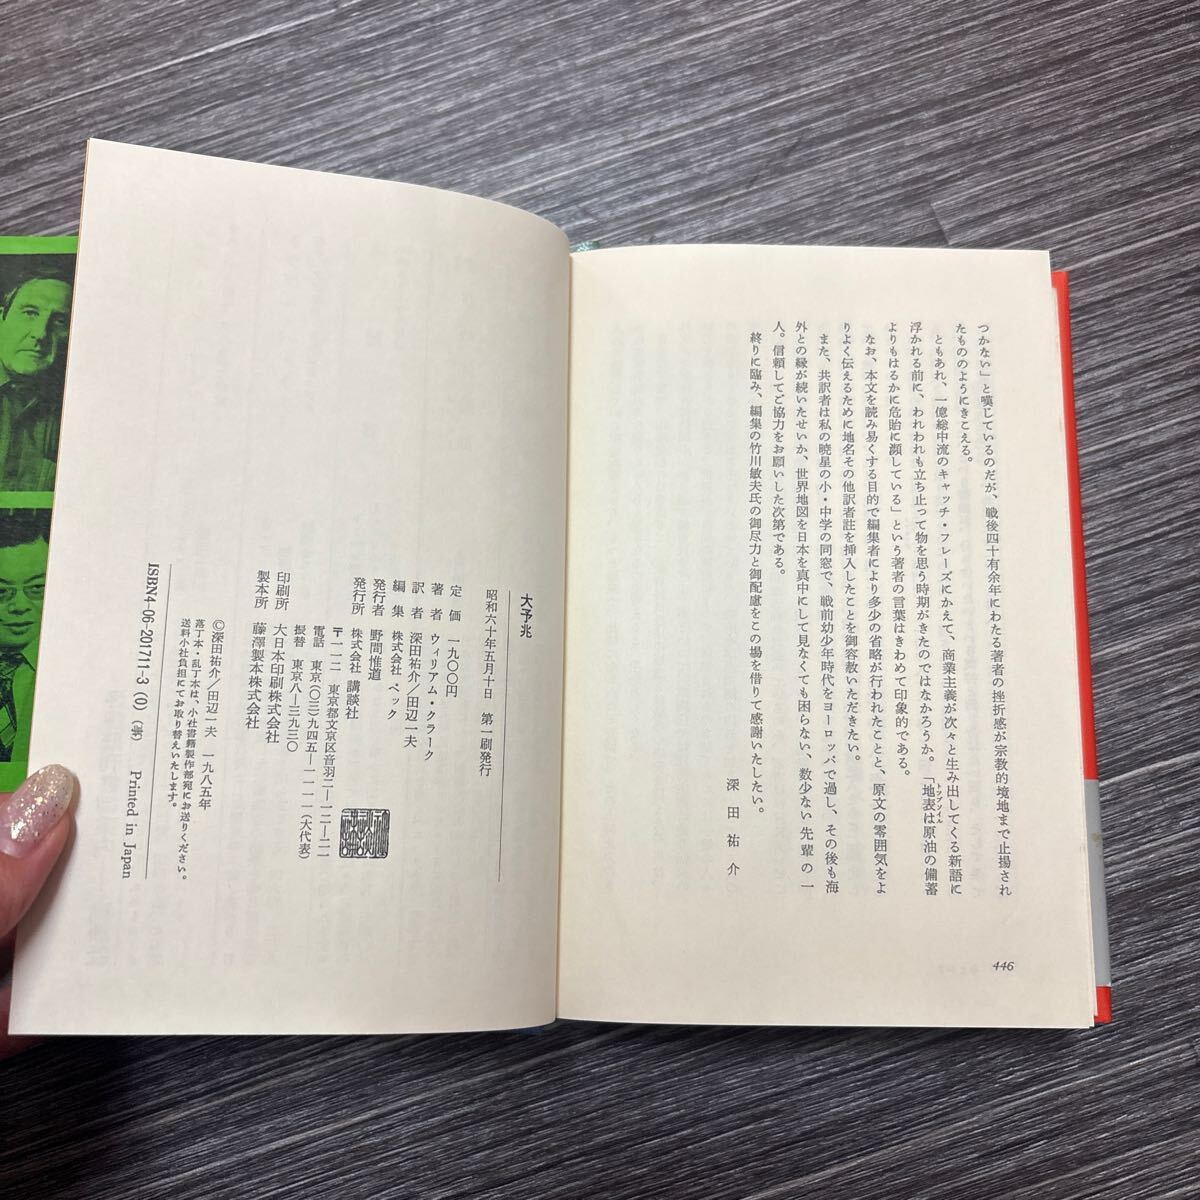 つかない」と嘆じているのだが、戦後四十有余年にわたる著者の挫折感が宗教的境地まで止揚され
たもののようにきこえる。
ともあれ、一億総中流のキャッチ・フレーズにかえて、商業主義が次々と生み出してくる新語に
浮かれる前に、われわれも立ち止って物を思う時期がきたのではなかろうか。「地表は原油の備蓄
トップソイル
よりもはるかに危殆に瀕している」という著者の言葉はきわめて印象的である。
なお、本文を読み易くする目的で編集者により多少の省略が行われたことと、原文の雰囲気をよ
りよく伝えるために地名その他訳者註を挿入したことを御容赦いただきたい。
また、共訳者は私の暁星の小・中学の同窓で、戦前幼少年時代をヨーロッパで過し、その後も海
外との縁が続いたせいか、世界地図を日本を真中にして見なくても困らない、数少ない先輩の一
人。信頼してご協力をお願いした次第である。
終りに臨み、編集の竹川敏夫氏の御尽力と御配慮をこの場を借りて感謝いたしたい。
深田祐介
446
大予兆
昭和六十年五月十日 第一刷発行
定価 一九〇〇円
著者 ウィリアム・クラーク
訳者 深田祐介/田辺一夫
編集 株式会社 ペック
発行者 野間惟道
発行所 株式会社 講談社
〒一一二 東京都文京区音羽二―一二―二一
電話 東京(〇三)九四五―一一一一(大代表)
振替 東京八―三九三〇
印刷所 大日本印刷株式会社
製本所 藤澤製本株式会社
©深田祐介/田辺一夫 一九八五年
落丁本・乱丁本は、小社書籍製作部宛にお送りください。
送料小社負担にてお取り替えいたします。
ISBN4-06-201711-3 (0) (学) Printed in Japan